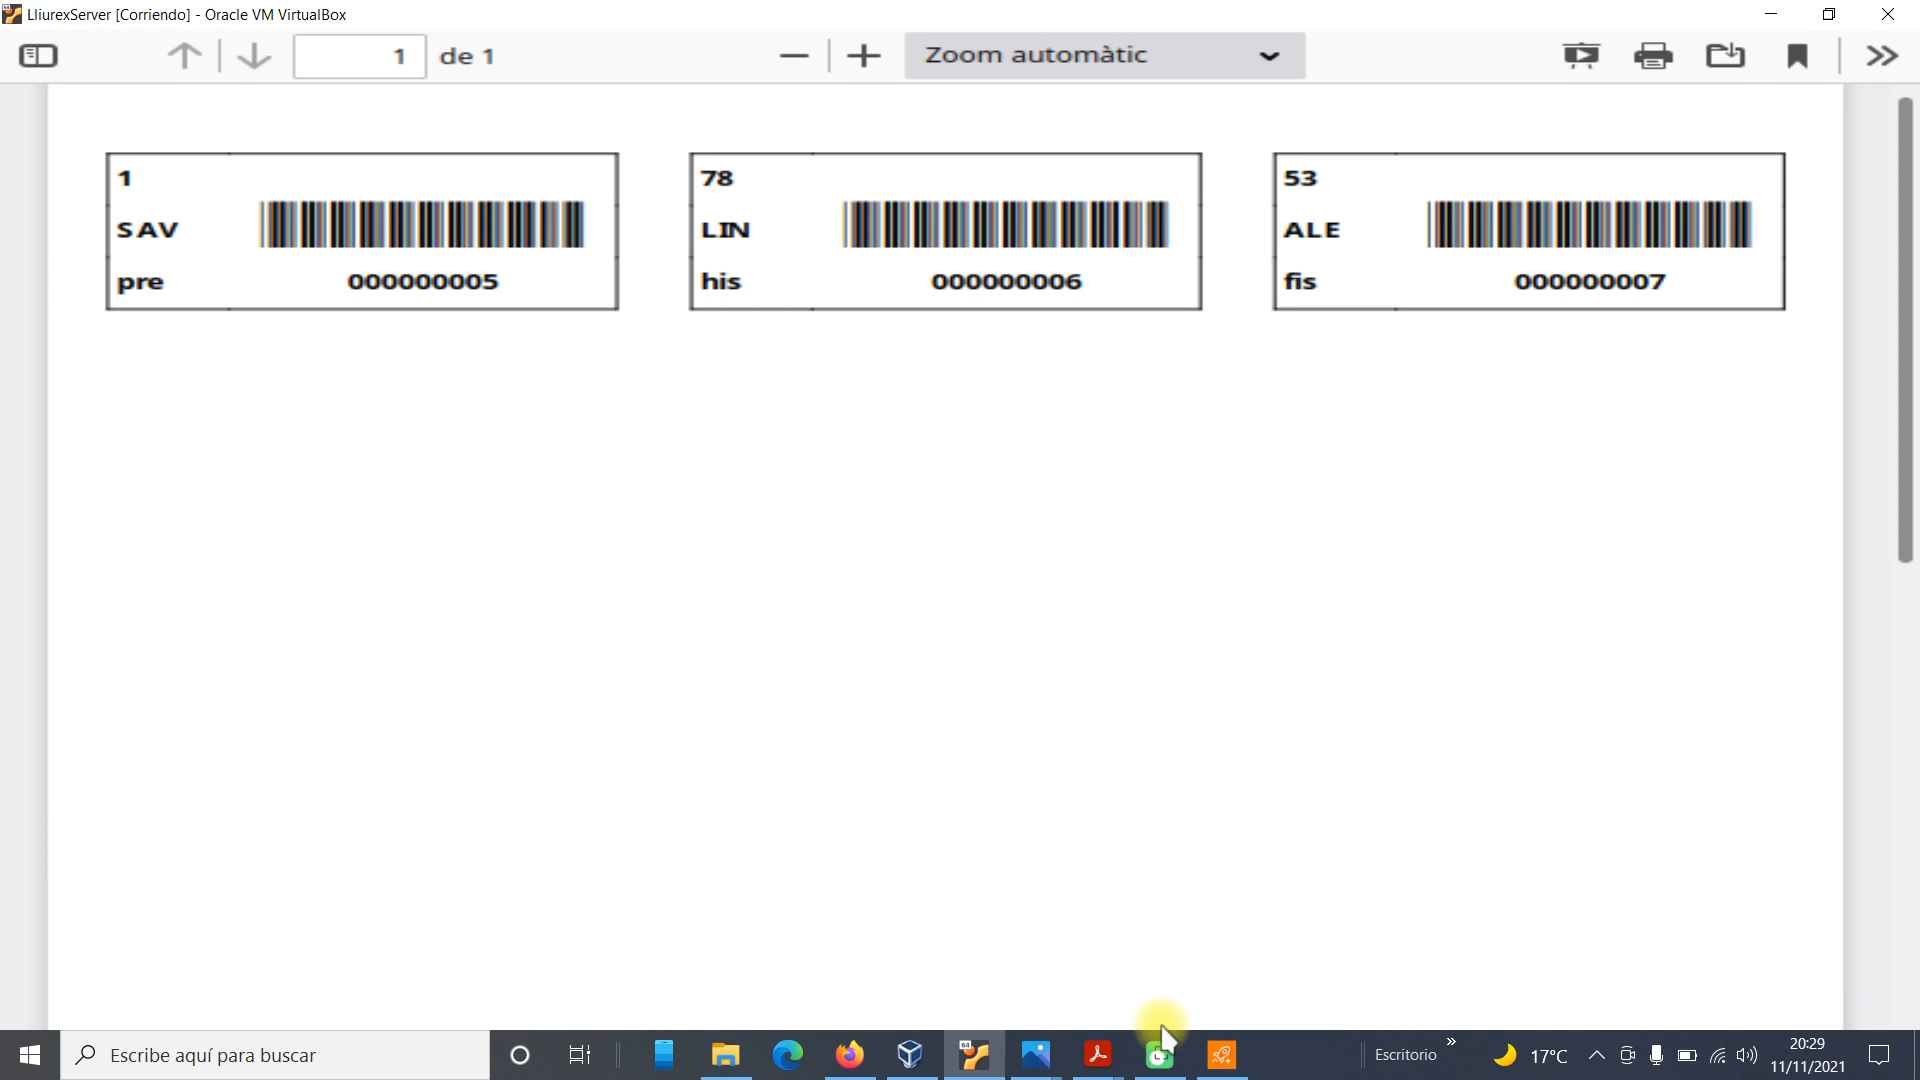 LliurexServer [Corriendo] - Oracle VM VirtualBox
1 de 1
Zoom automàtic
1
SAV
pre
000000005
78
LIN
his
000000006
53
ALE
fis
000000007
Escribe aquí para buscar
64
Escritorio
17°C
20:29
11/11/2021